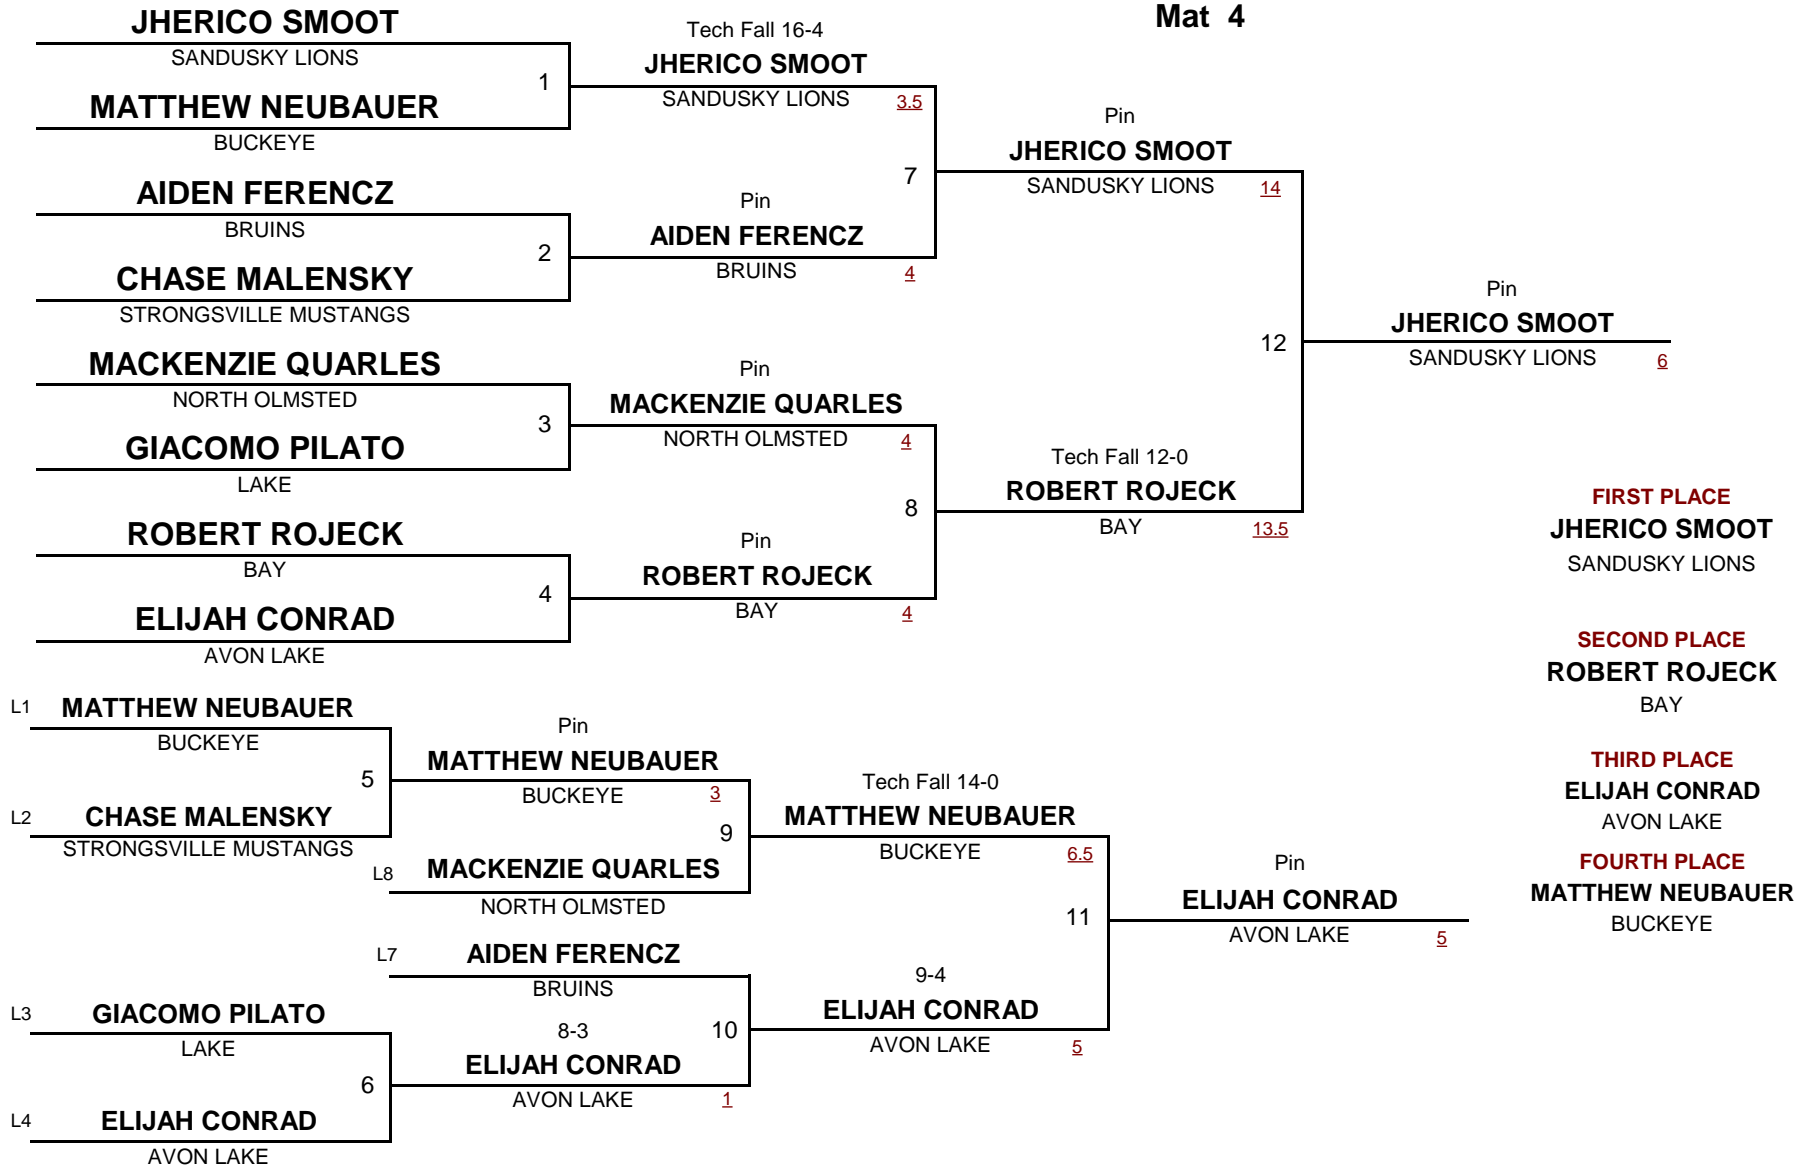 Mat 4
JHERICO SMOOT
SANDUSKY LIONS
1
MATTHEW NEUBAUER
BUCKEYE
AIDEN FERENCZ
BRUINS
2
CHASE MALENSKY
STRONGSVILLE MUSTANGS
MACKENZIE QUARLES
NORTH OLMSTED
3
GIACOMO PILATO
LAKE
ROBERT ROJECK
BAY
4
ELIJAH CONRAD
AVON LAKE
Tech Fall 16-4
JHERICO SMOOT
SANDUSKY LIONS 3.5
7
Pin
AIDEN FERENCZ
BRUINS 4
Pin
MACKENZIE QUARLES
NORTH OLMSTED 4
8
Pin
ROBERT ROJECK
BAY 4
Pin
JHERICO SMOOT
SANDUSKY LIONS 14
12
Tech Fall 12-0
ROBERT ROJECK
BAY 13.5
Pin
JHERICO SMOOT
SANDUSKY LIONS 6
FIRST PLACE
JHERICO SMOOT
SANDUSKY LIONS
SECOND PLACE
ROBERT ROJECK
BAY
THIRD PLACE
ELIJAH CONRAD
AVON LAKE
FOURTH PLACE
MATTHEW NEUBAUER
BUCKEYE
L1 MATTHEW NEUBAUER
BUCKEYE
5
L2 CHASE MALENSKY
STRONGSVILLE MUSTANGS
L3 GIACOMO PILATO
LAKE
6
L4 ELIJAH CONRAD
AVON LAKE
Pin
MATTHEW NEUBAUER
BUCKEYE 3
9
L8 MACKENZIE QUARLES
NORTH OLMSTED
L7 AIDEN FERENCZ
BRUINS
8-3 10
ELIJAH CONRAD
AVON LAKE 1
Tech Fall 14-0
MATTHEW NEUBAUER
BUCKEYE 6.5
11
9-4
ELIJAH CONRAD
AVON LAKE 5
Pin
ELIJAH CONRAD
AVON LAKE 5